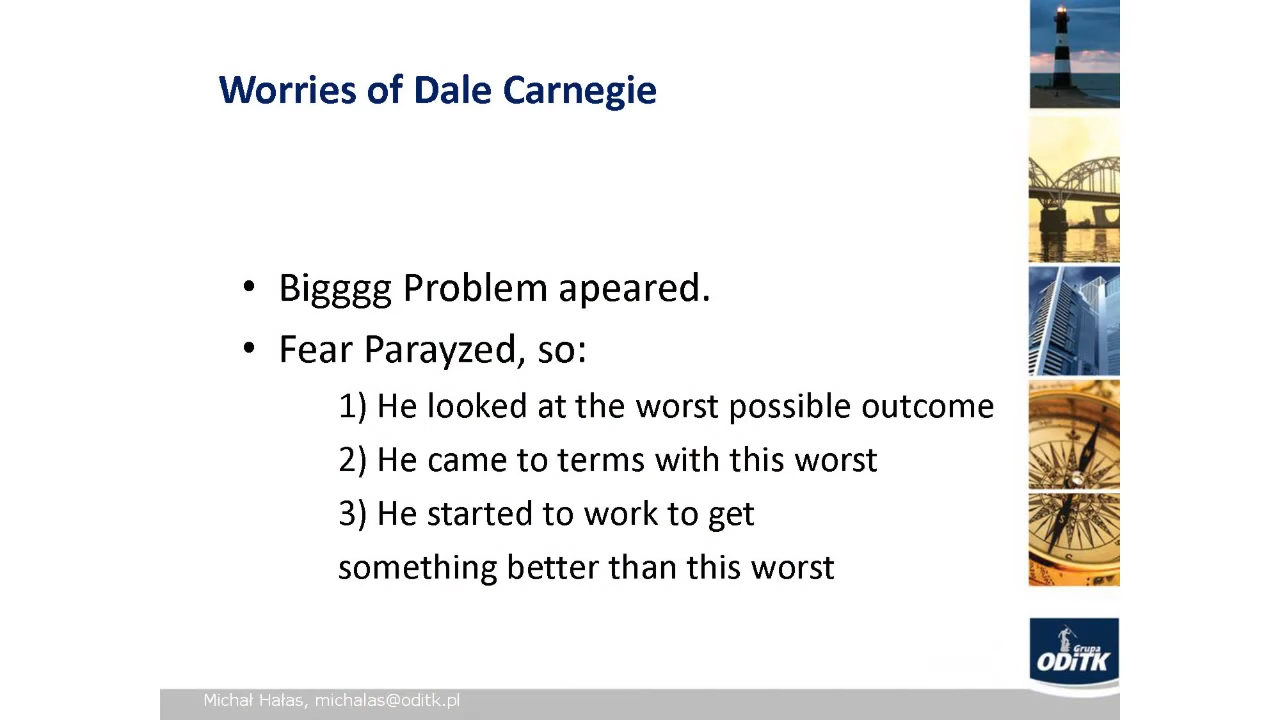 Worries of Dale Carnegie
• Bigggg Problem apeared.
• Fear Parayzed, so:
1) He looked at the worst possible outcome
2) He came to terms with this worst
3) He started to work to get
something better than this worst
Grupa
ODiTK
Michał Hałas, michalas@oditk.pl